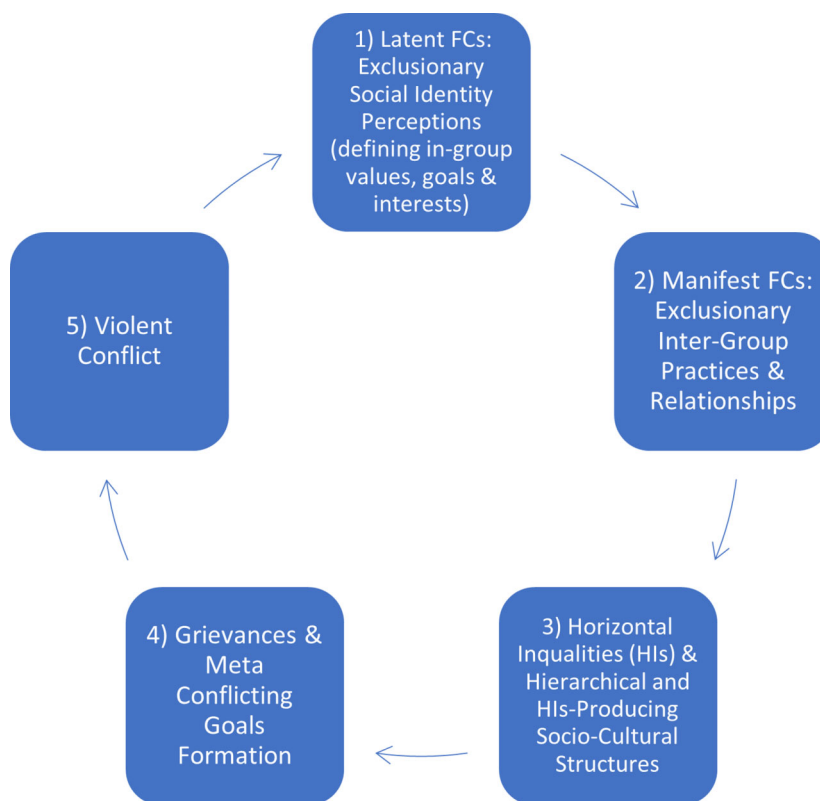 1) Latent FCs:
Exclusionary
Social Identity
Perceptions
(defining in-group
values, goals &
interests)
2) Manifest FCs:
Exclusionary
Inter-Group
Practices &
Relationships
3) Horizontal
Inqualities (HIs) &
Hierarchical and
HIs-Producing
Socio-Cultural
Structures
4) Grievances &
Meta
Conflicting
Goals
Formation
5) Violent
Conflict